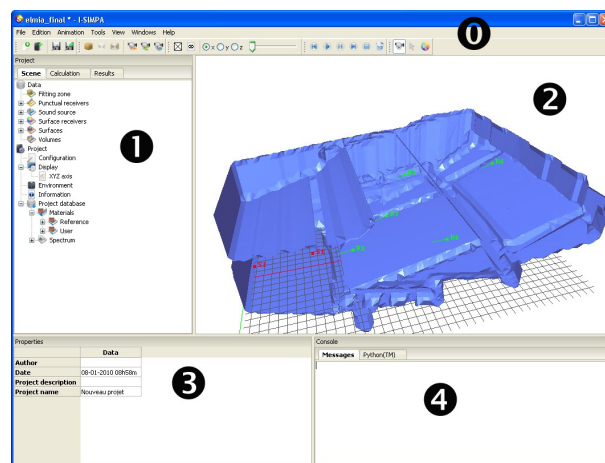 elmia_final * - I-SIMPA
File Edition Animation Tools View Windows Help
0
x y z
Project
Scene Calculation Results
Data
Fitting zone
Punctual receivers
Sound source
Surface receivers
Surfaces
Volumes
Project
Configuration
Display
XYZ axis
Environment
Information
Project database
Materials
Reference
User
Spectrum
1
2
Properties
Data
Author
Date 08-01-2010 08h58m
Project description
Project name Nouveau projet
3
Console
Messages Python(TM)
4